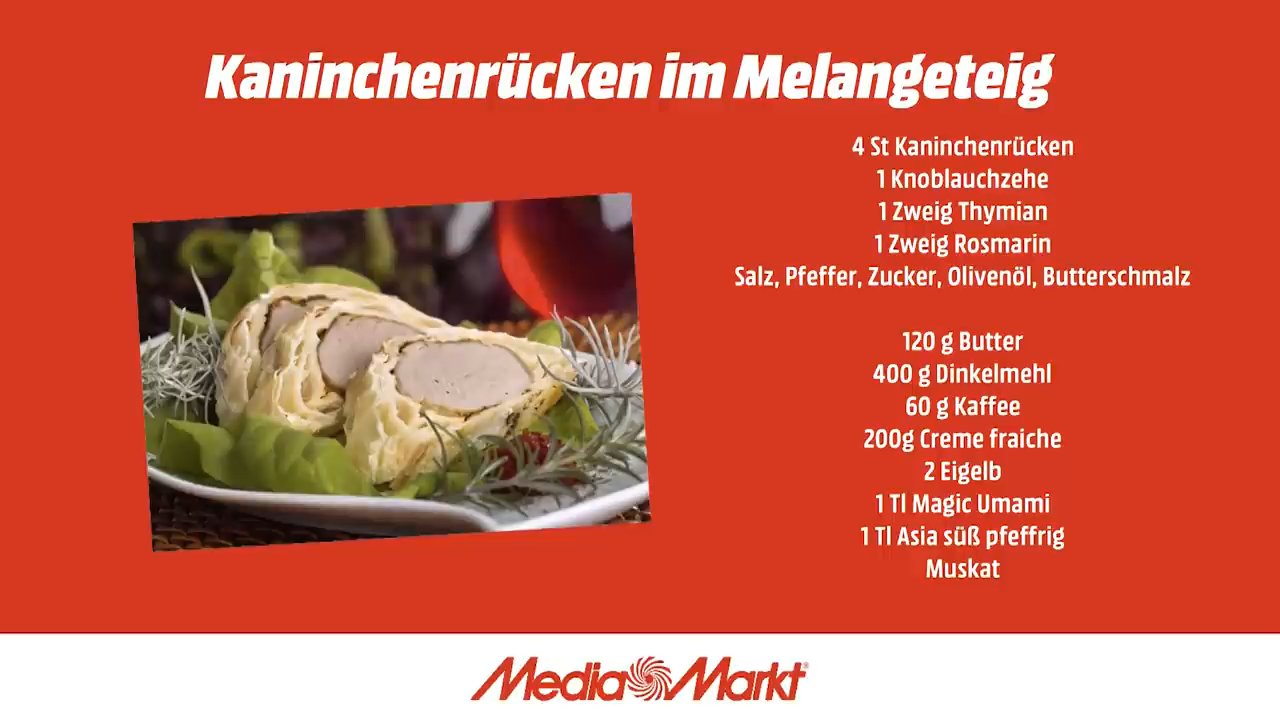 Kaninchenrücken im Melangeteig
4 St Kaninchenrücken
1 Knoblauchzehe
1 Zweig Thymian
1 Zweig Rosmarin
Salz, Pfeffer, Zucker, Olivenöl, Butterschmalz
120 g Butter
400 g Dinkelmehl
60 g Kaffee
200g Creme fraiche
2 Eigelb
1 Tl Magic Umami
1 Tl Asia süß pfeffrig
Muskat
Media Markt®